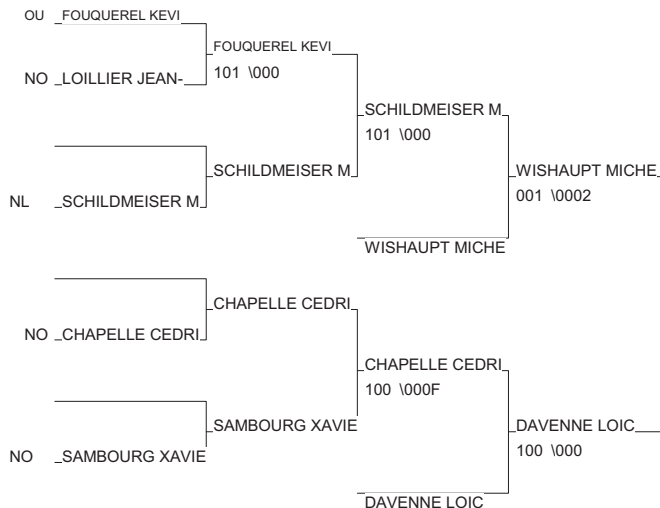 OU FOUQUEREL KEVI
FOUQUEREL KEVI
NO LOILLIER JEAN-
101 \000
SCHILDMEISER M
101 \000
SCHILDMEISER M
WISHAUPT MICHE
NL SCHILDMEISER M
001 \0002
WISHAUPT MICHE
CHAPELLE CEDRI
NO CHAPELLE CEDRI
CHAPELLE CEDRI
100 \000F
SAMBOURG XAVIE
DAVENNE LOIC
NO SAMBOURG XAVIE
100 \000
DAVENNE LOIC